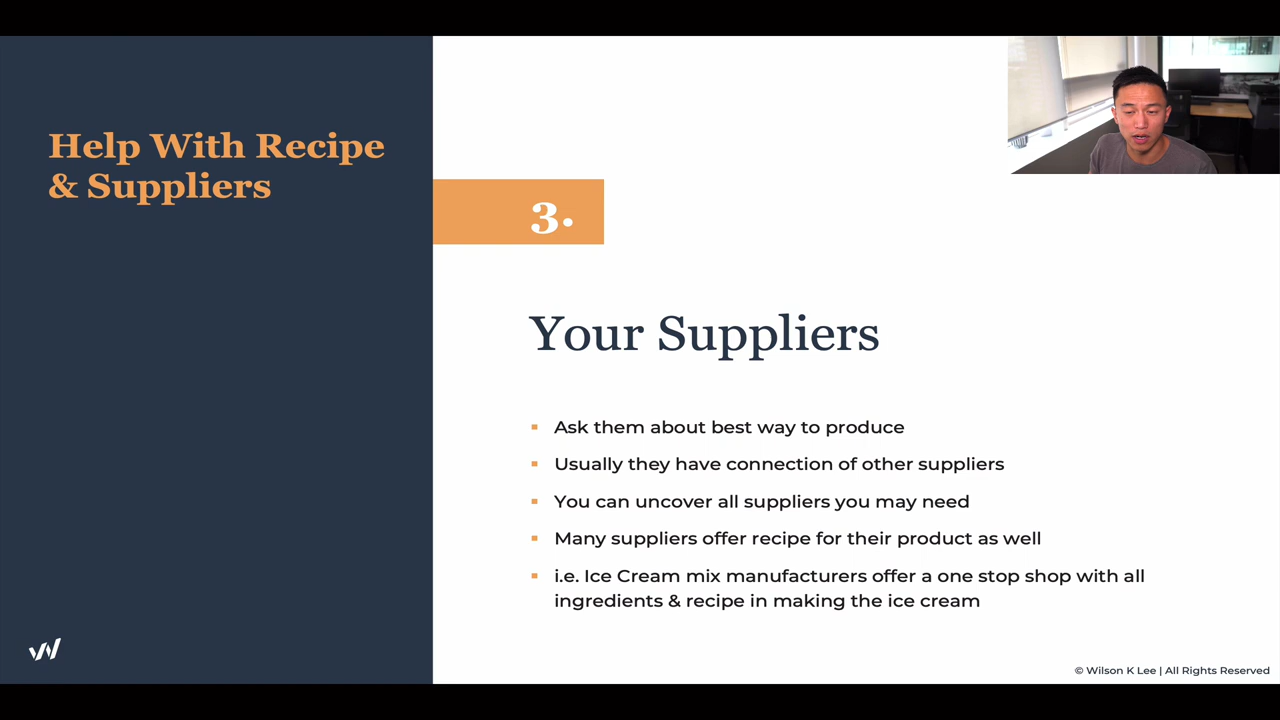 Help With Recipe
& Suppliers
3.
Your Suppliers
Ask them about best way to produce
Usually they have connection of other suppliers
You can uncover all suppliers you may need
Many suppliers offer recipe for their product as well
i.e. Ice Cream mix manufacturers offer a one stop shop with all
ingredients & recipe in making the ice cream
© Wilson K Lee | All Rights Reserved